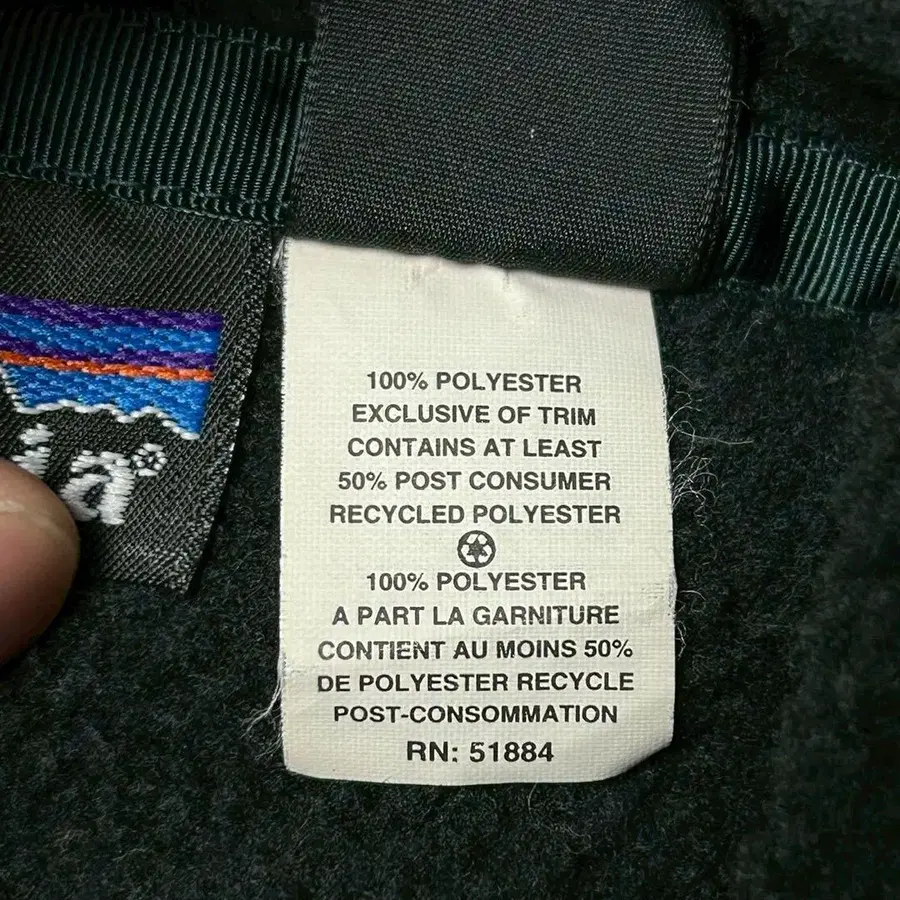 ia®
100% POLYESTER
EXCLUSIVE OF TRIM
CONTAINS AT LEAST
50% POST CONSUMER
RECYCLED POLYESTER
100% POLYESTER
A PART LA GARNITURE
CONTIENT AU MOINS 50%
DE POLYESTER RECYCLE
POST-CONSOMMATION
RN: 51884